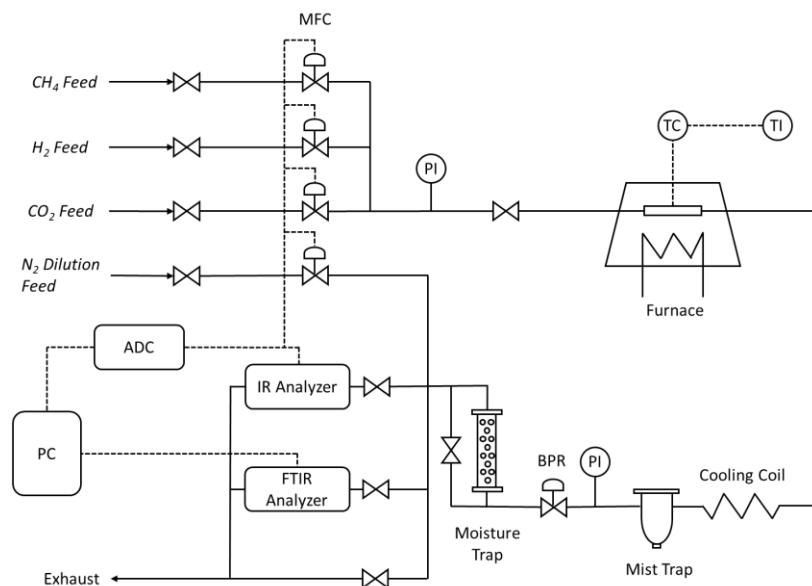 MFC
CH4 Feed
H2 Feed
CO2 Feed
N2 Dilution
Feed
PI
TC
TI
Furnace
ADC
PC
IR Analyzer
FTIR
Analyzer
Exhaust
Moisture
Trap
BPR
PI
Mist Trap
Cooling Coil